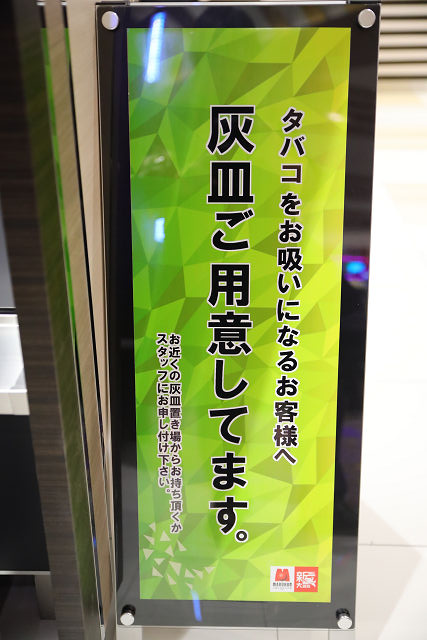 タバコをお吸いになるお客様へ
灰皿ご用意してます。
お近くの灰皿置き場からお持ち頂くか
スタッフにお申し付け下さい。
MARUHAN